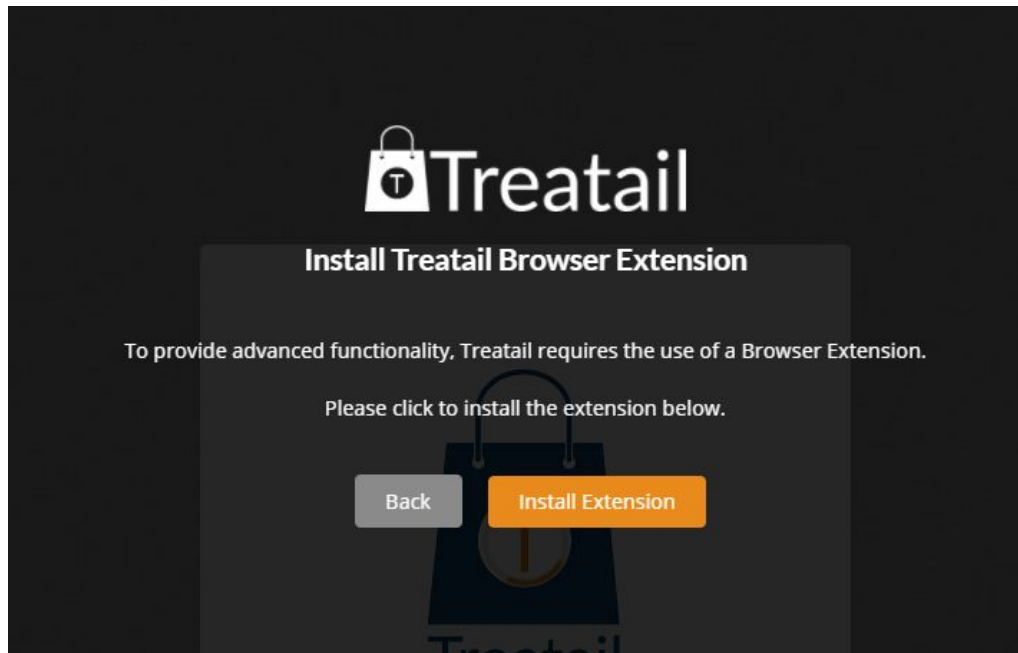 T Treatail
Install Treatail Browser Extension
To provide advanced functionality, Treatail requires the use of a Browser Extension.
Please click to install the extension below.
Back Install Extension
T
Treatail